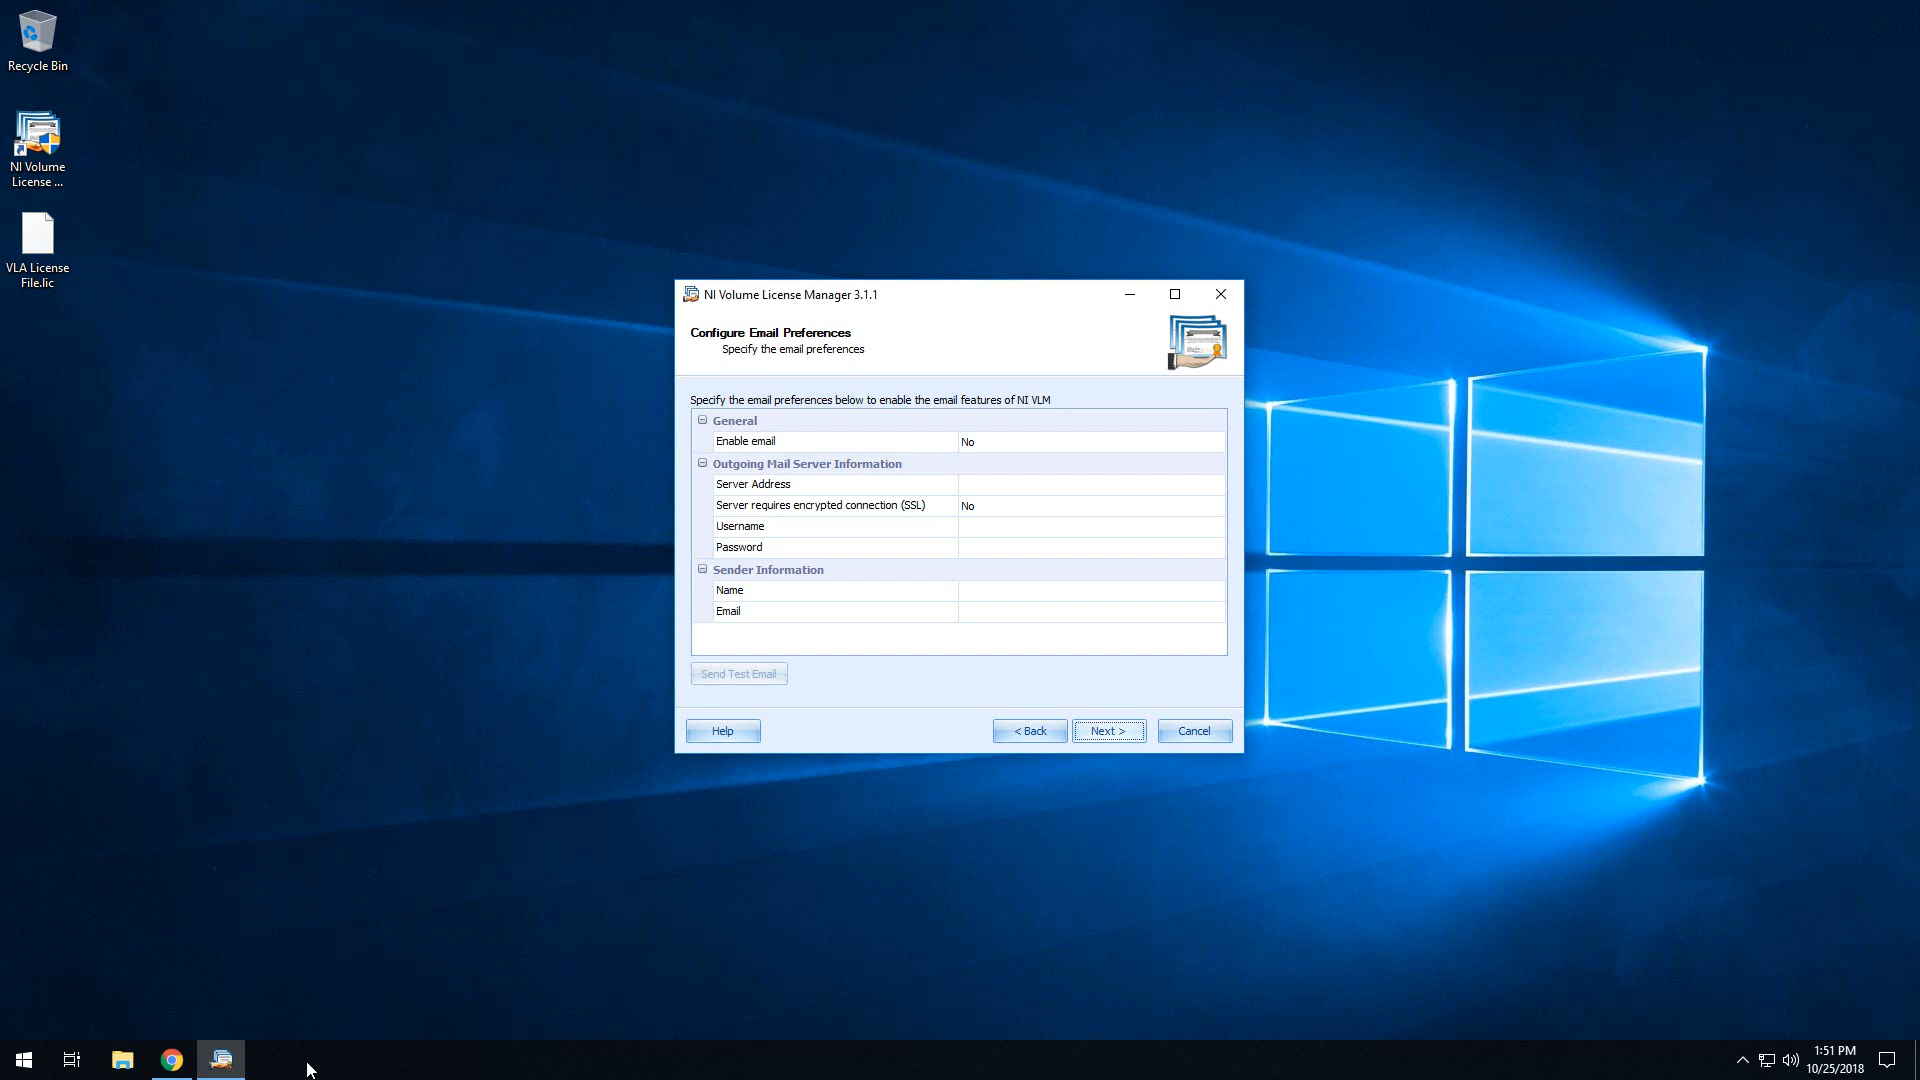 Recycle Bin
NI Volume
License ...
VLA License
File.lic
NI Volume License Manager 3.1.1
Configure Email Preferences
Specify the email preferences
Specify the email preferences below to enable the email features of NI VLM
General
Enable email No
Outgoing Mail Server Information
Server Address
Server requires encrypted connection (SSL) No
Username
Password
Sender Information
Name
Email
Send Test Email
Help < Back Next > Cancel
1:51 PM
10/25/2018